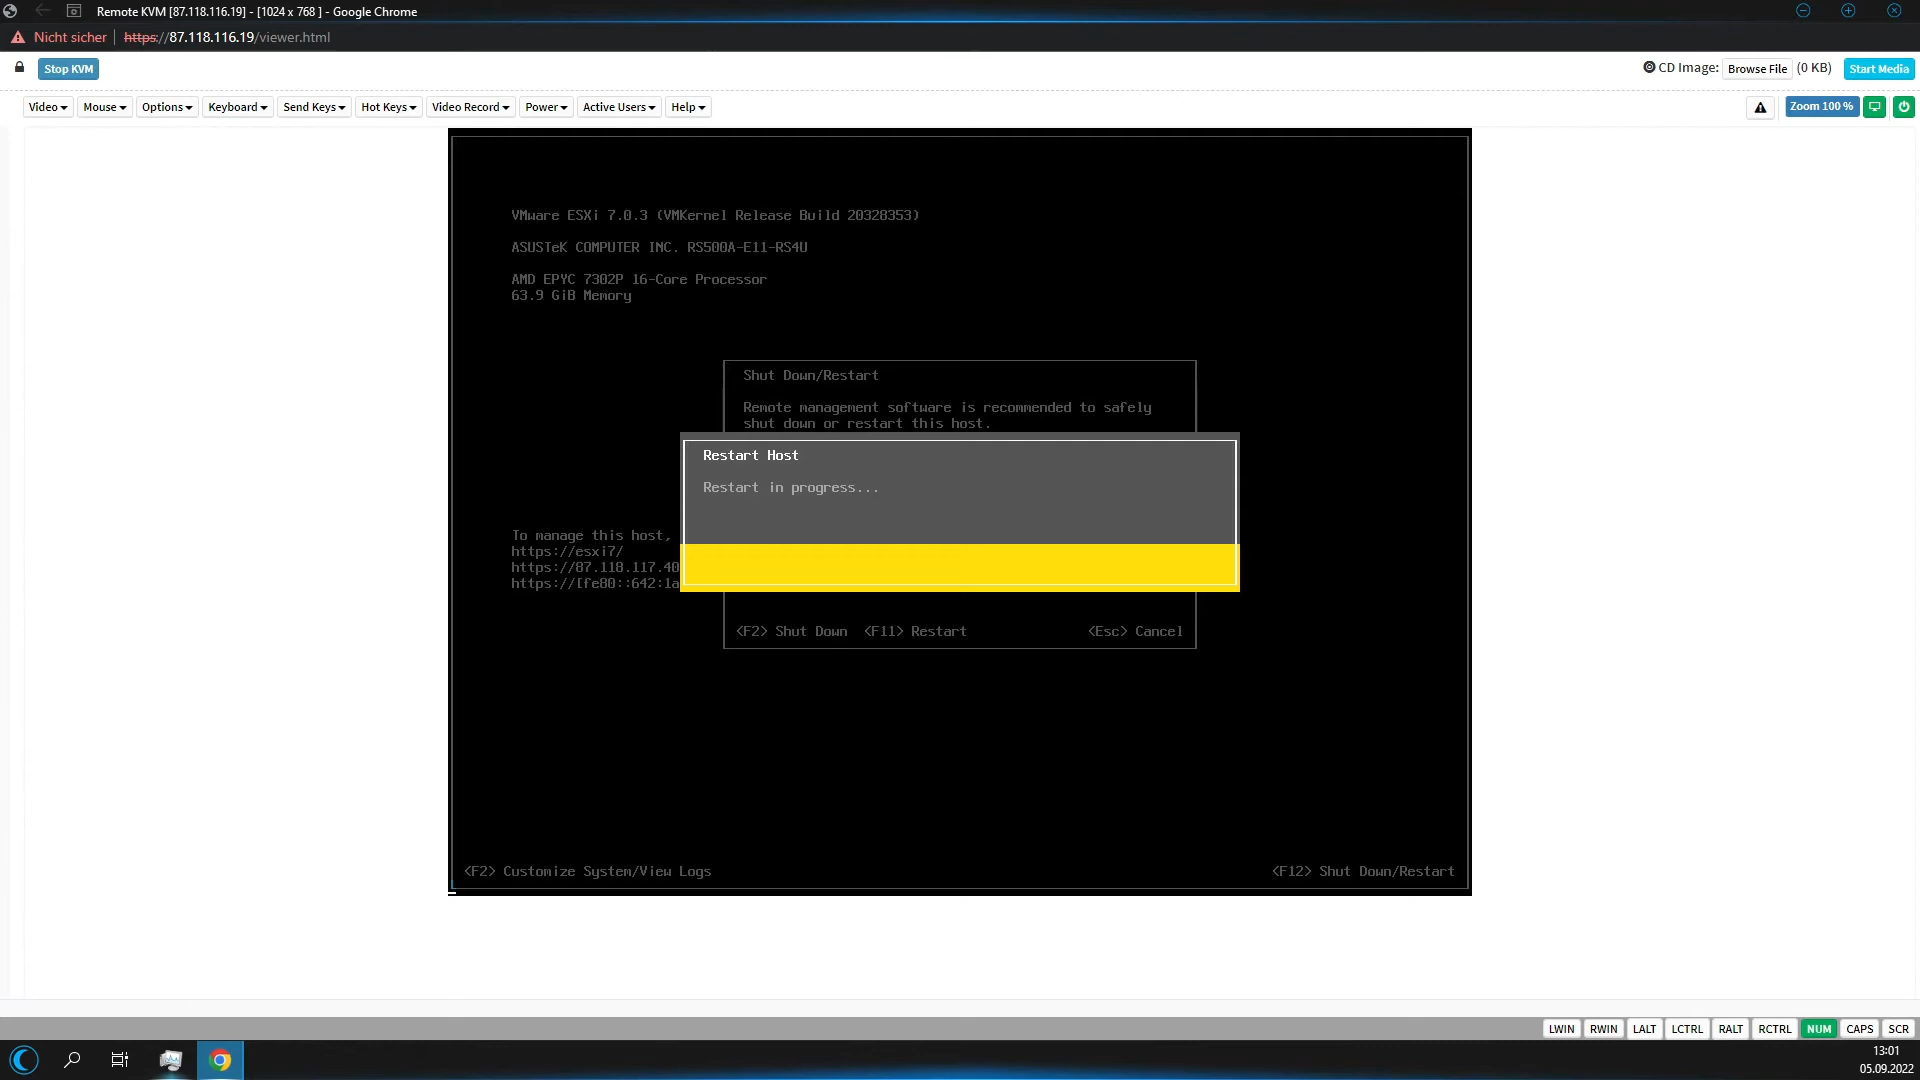 Remote KVM [87.118.116.19] - [1024 x 768 ] - Google Chrome
Nicht sicher https://87.118.116.19/viewer.html
Stop KVM CD Image: Browse File (0 KB) Start Media
Video Mouse Options Keyboard Send Keys Hot Keys Video Record Power Active Users Help Zoom 100 %
VMware ESXi 7.0.3 (VMKernel Release Build 20328353)
ASUSTeK COMPUTER INC. RS500A-E11-RS4U
AMD EPYC 7302P 16-Core Processor
63.9 GiB Memory
Shut Down/Restart
Remote management software is recommended to safely
shut down or restart this host.
Restart Host
Restart in progress...
To manage this host,
https://esxi7/
https://87.118.117.40
https://[fe80::642:1a
<F2> Shut Down <F11> Restart <Esc> Cancel
<F2> Customize System/View Logs <F12> Shut Down/Restart
LWIN RWIN LALT LCTRL RALT RCTRL NUM CAPS SCR
13:01
05.09.2022